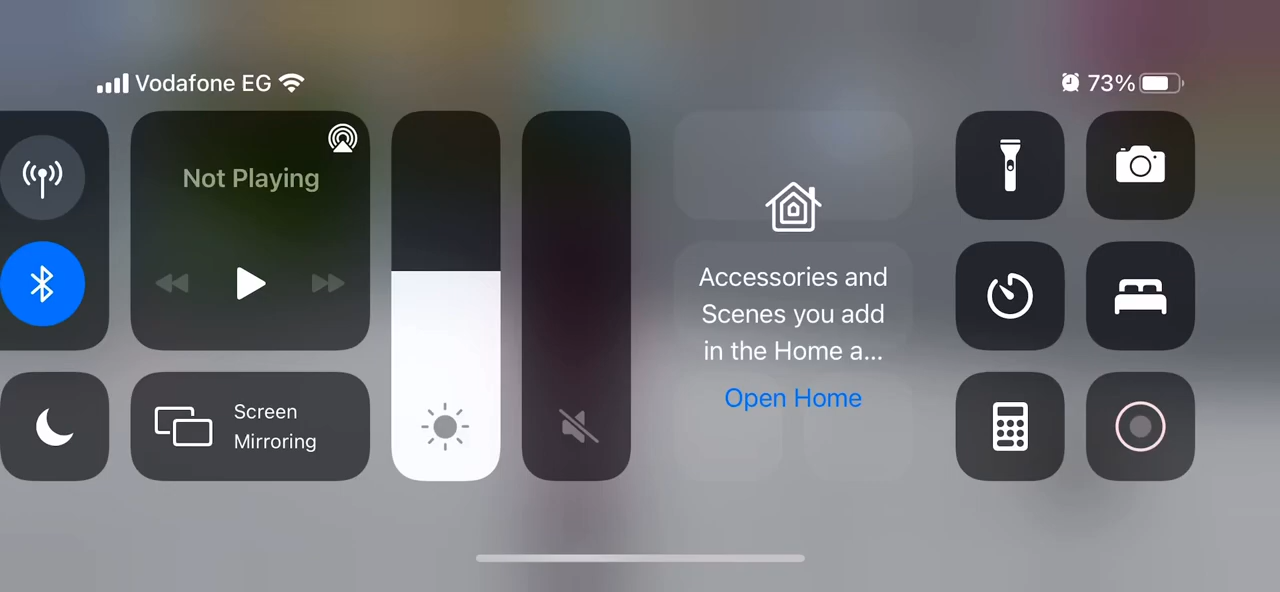 Vodafone EG
73%
Not Playing
Screen
Mirroring
Accessories and
Scenes you add
in the Home a...
Open Home